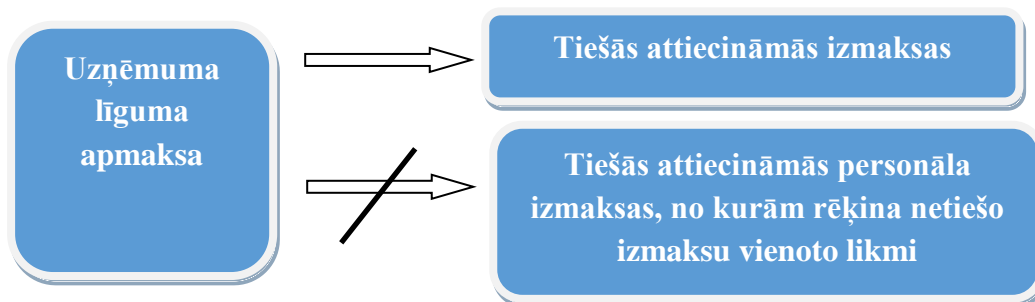 Uzņēmuma
līguma
apmaksa
Tiešās attiecināmās izmaksas
Tiešās attiecināmās personāla
izmaksas, no kurām rēķina netiešo
izmaksu vienoto likmi